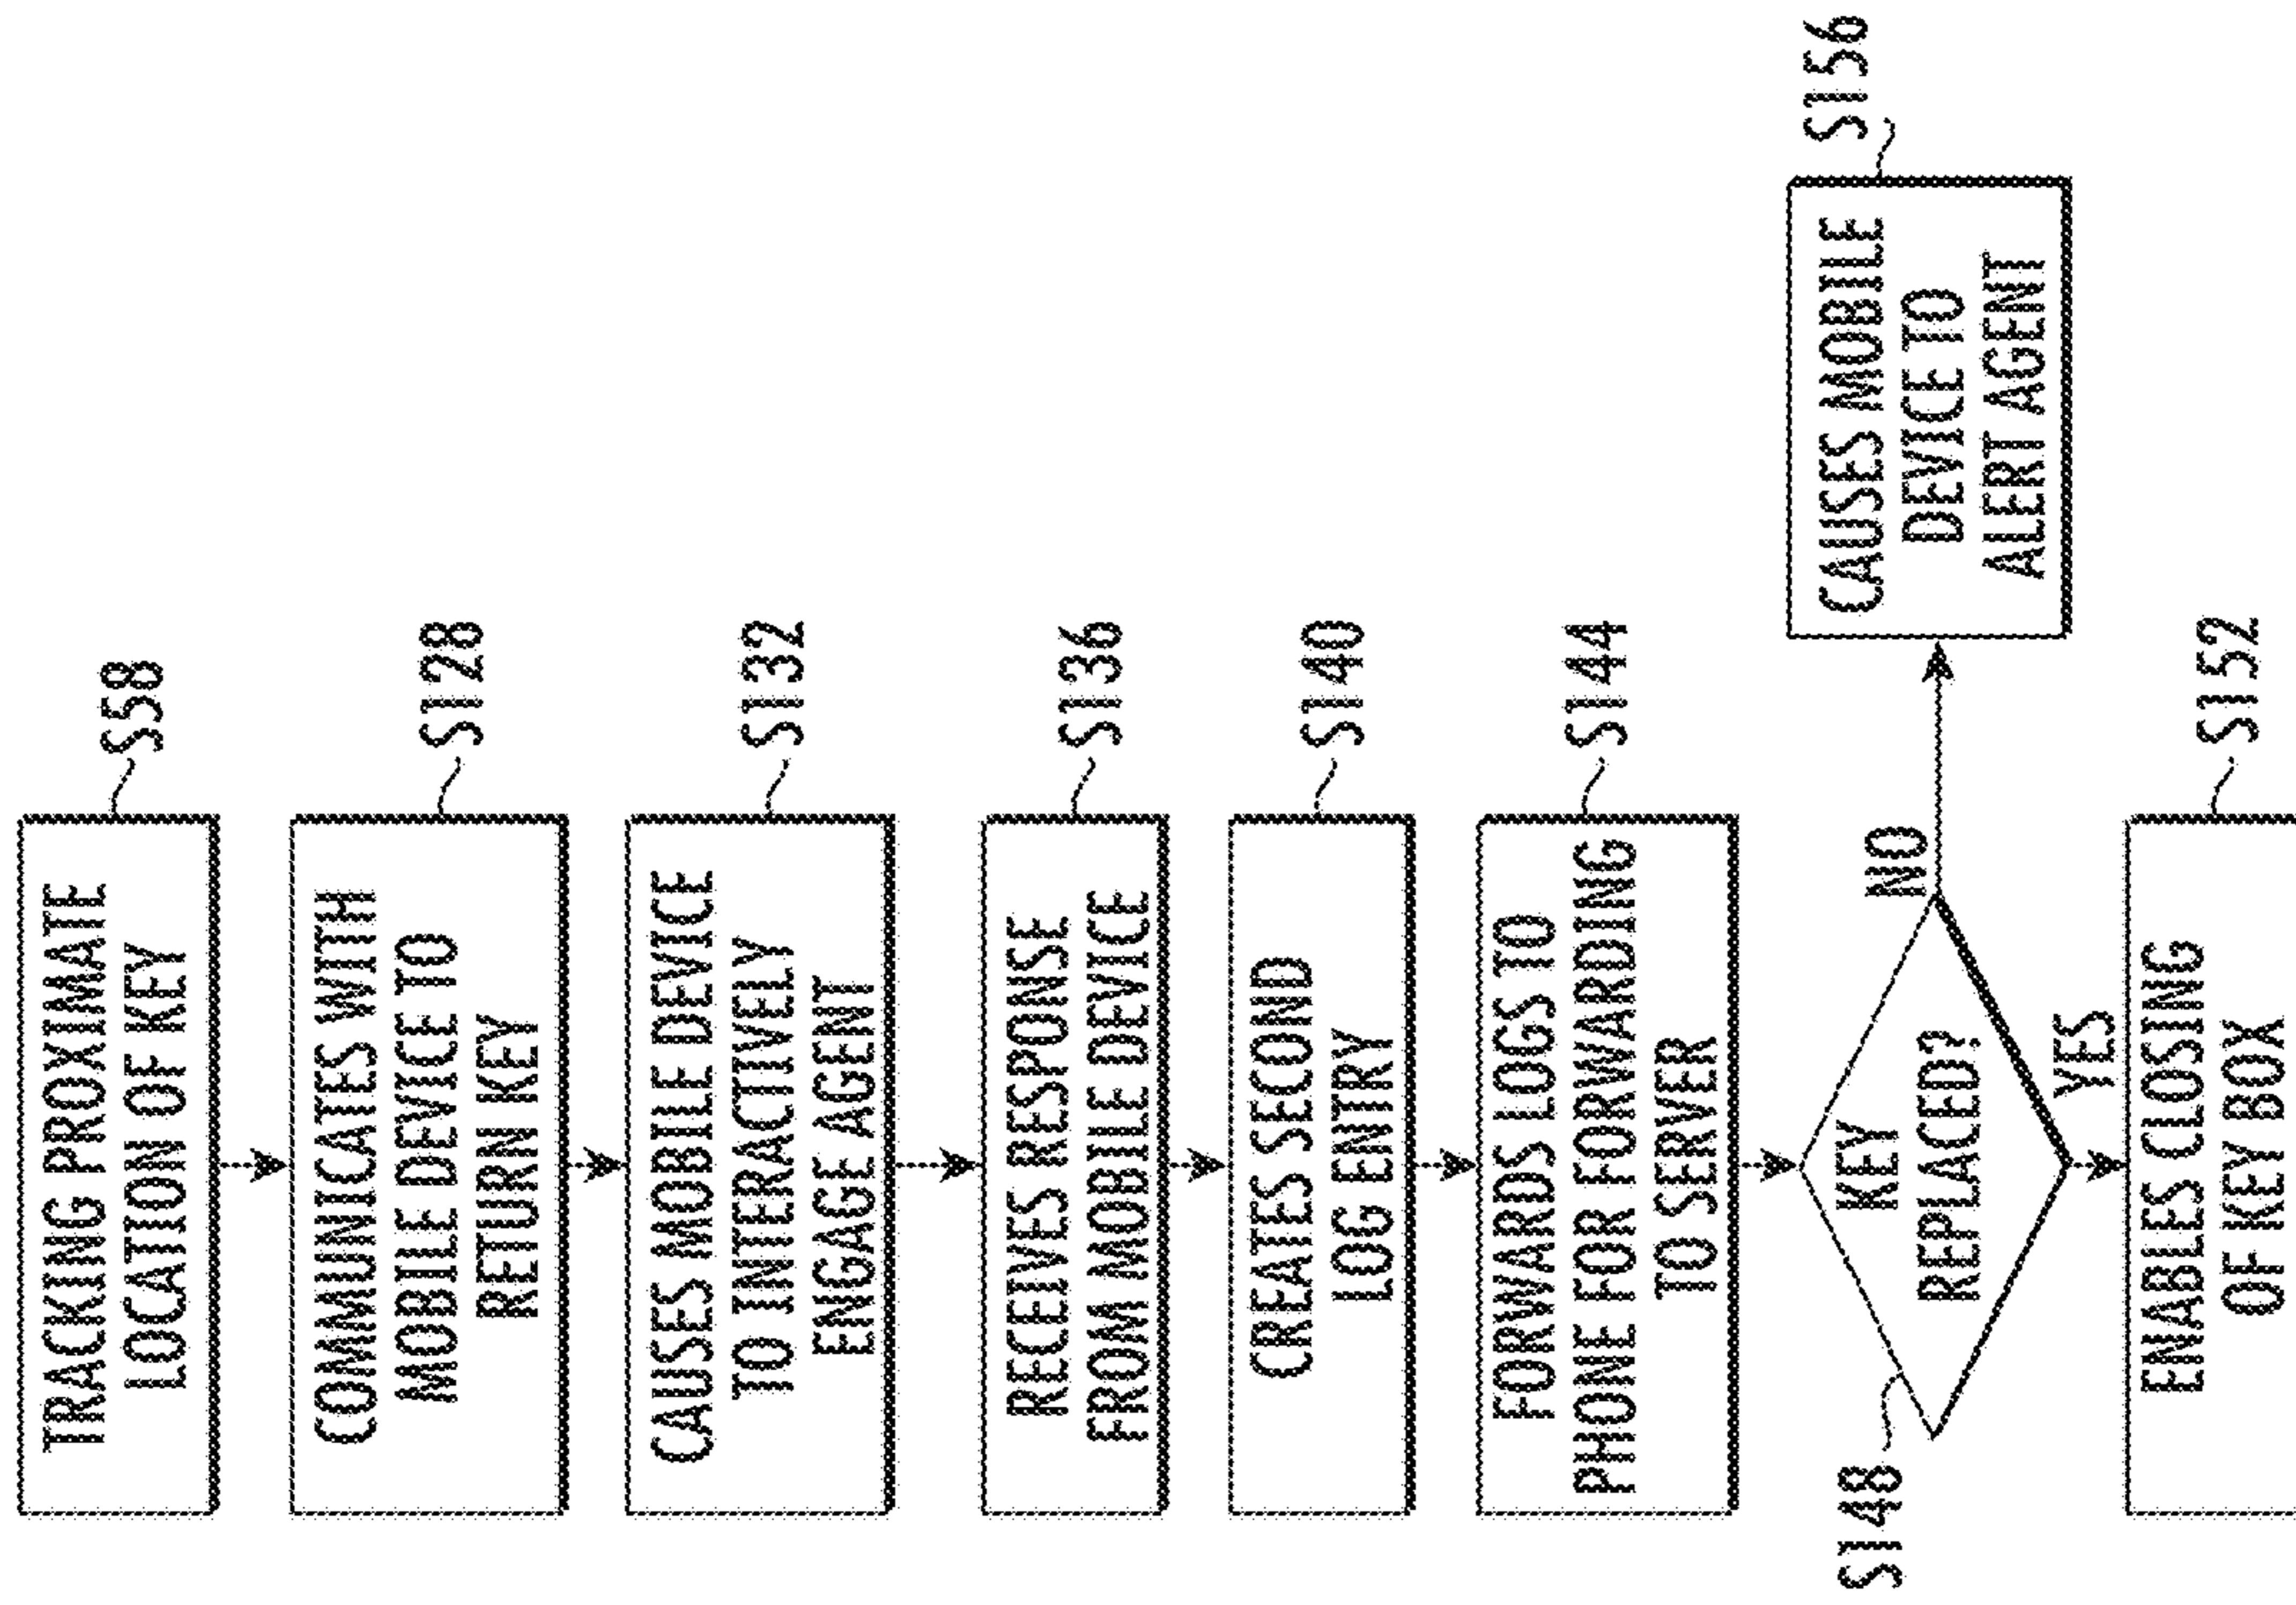 TRACKING PROXIMATE
LOCATION OF KEY
S58
COMMUNICATES WITH
MOBILE DEVICE TO
RETURN KEY
S128
CAUSES MOBILE DEVICE
TO INTERACTIVELY
ENGAGE AGENT
S132
RECEIVES RESPONSE
FROM MOBILE DEVICE
S136
CREATES SECOND
LOG ENTRY
S140
FORWARDS LOGS TO
PHONE FOR FORWARDING
TO SERVER
S144
S148
KEY
REPLACED?
NO
CAUSES MOBILE
DEVICE TO
ALERT AGENT
S156
YES
ENABLES CLOSING
OF KEY BOX
S152